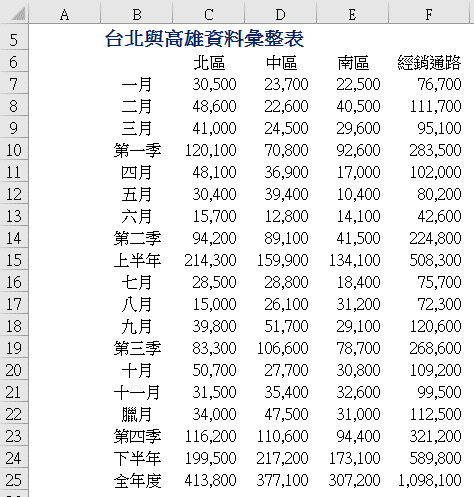 A B C D E F
5 台北與高雄資料彙整表
6 北區 中區 南區 經銷通路
7 一月 30,500 23,700 22,500 76,700
8 二月 48,600 22,600 40,500 111,700
9 三月 41,000 24,500 29,600 95,100
10 第一季 120,100 70,800 92,600 283,500
11 四月 48,100 36,900 17,000 102,000
12 五月 30,400 39,400 10,400 80,200
13 六月 15,700 12,800 14,100 42,600
14 第二季 94,200 89,100 41,500 224,800
15 上半年 214,300 159,900 134,100 508,300
16 七月 28,500 28,800 18,400 75,700
17 八月 15,000 26,100 31,200 72,300
18 九月 39,800 51,700 29,100 120,600
19 第三季 83,300 106,600 78,700 268,600
20 十月 50,700 27,700 30,800 109,200
21 十一月 31,500 35,400 32,600 99,500
22 臘月 34,000 47,500 31,000 112,500
23 第四季 116,200 110,600 94,400 321,200
24 下半年 199,500 217,200 173,100 589,800
25 全年度 413,800 377,100 307,200 1,098,100